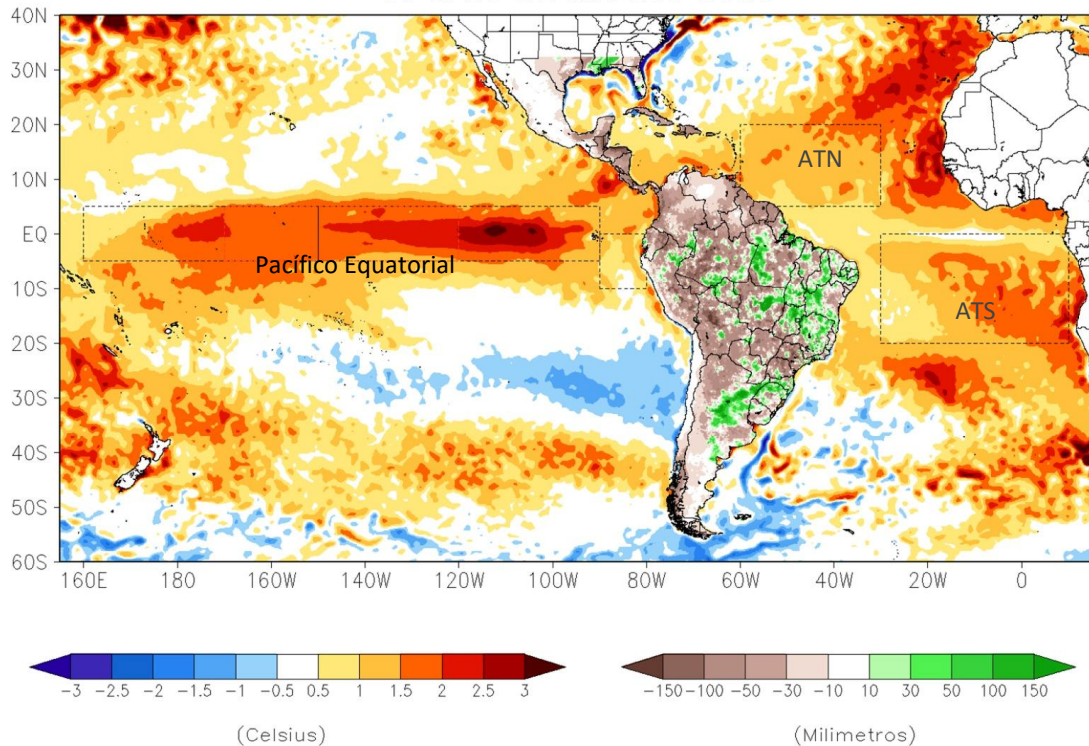 40N
30N
20N
10N
EQ
10S
20S
30S
40S
50S
60S
ATN
Pacífico Equatorial
ATS
160E 180 160W 140W 120W 100W 80W 60W 40W 20W 0
-3 -2.5 -2 -1.5 -1 -0.5 0.5 1 1.5 2 2.5 3
-150 -100 -50 -30 -10 10 30 50 100 150
(Celsius)
(Milimetros)